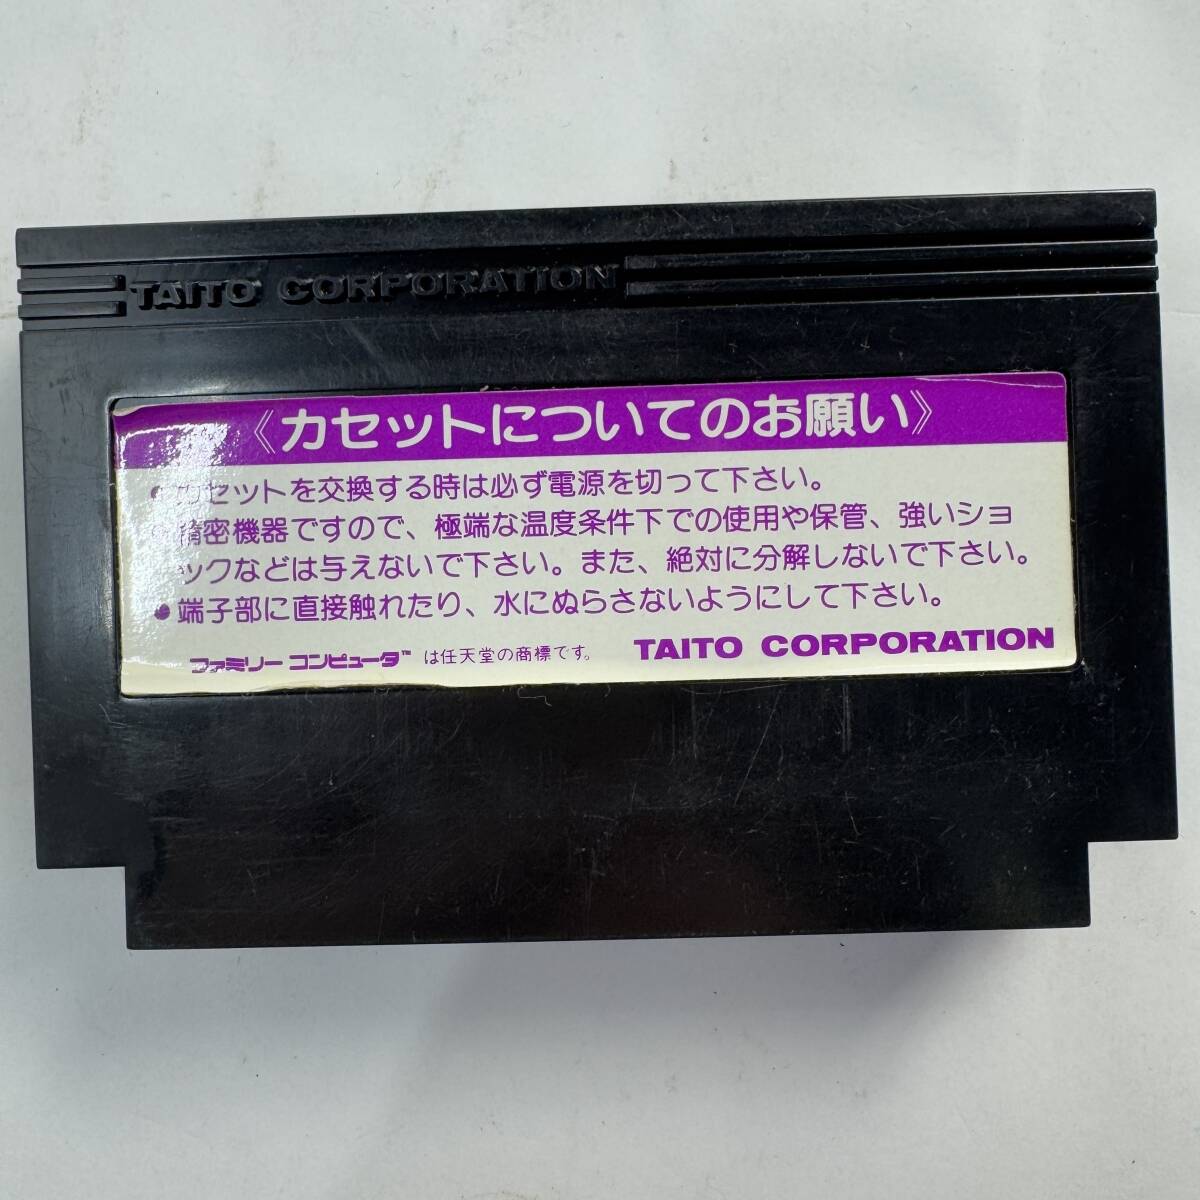 TAITO CORPORATION
《カセットについてのお願い》
● カセットを交換する時は必ず電源を切って下さい。
● 精密機器ですので、極端な温度条件下での使用や保管、強いショ
ックなどは与えないで下さい。また、絶対に分解しないで下さい。
● 端子部に直接触れたり、水にぬらさないようにして下さい。
ファミリー コンピュータ™ は任天堂の商標です。 TAITO CORPORATION